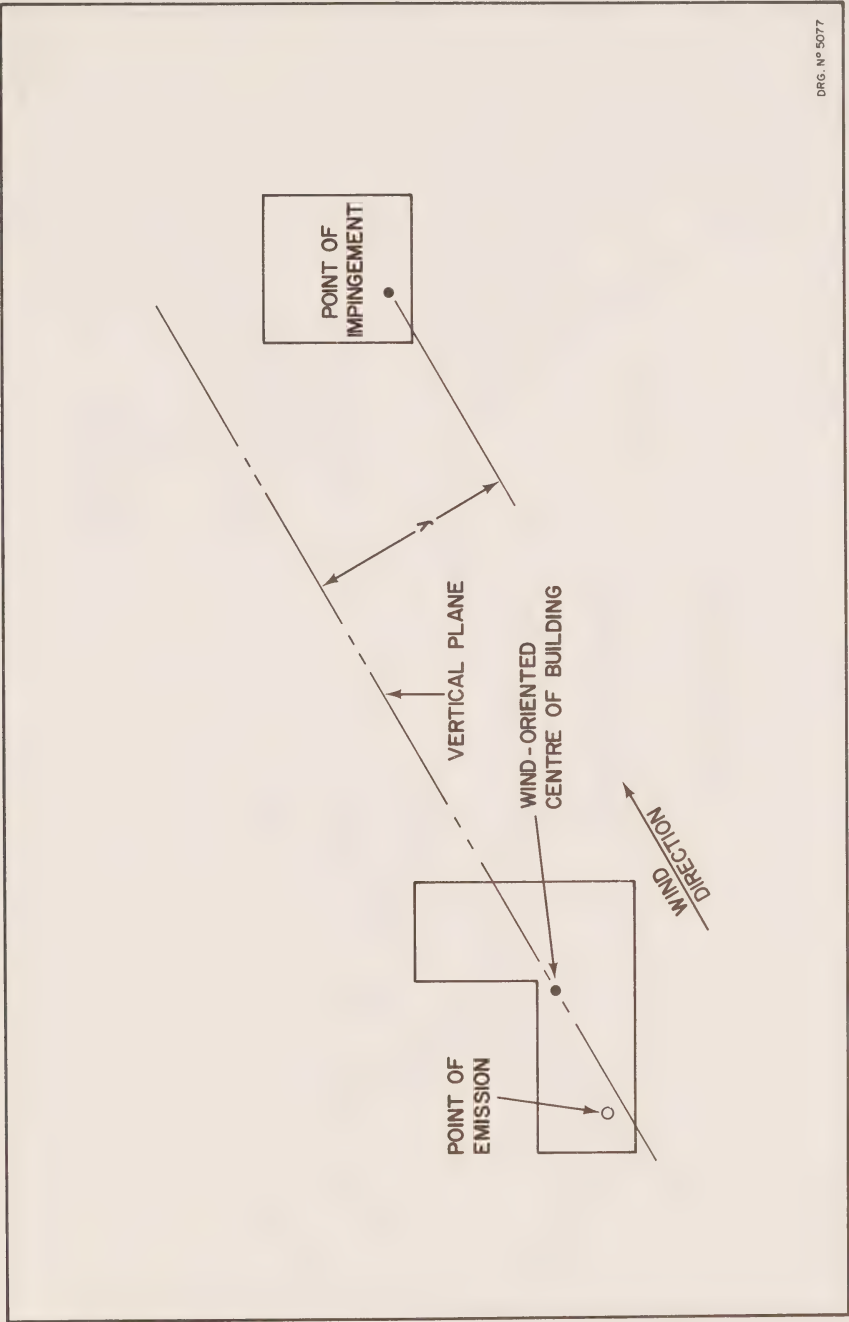 POINT OF
IMPINGEMENT
Y
VERTICAL PLANE
WIND-ORIENTED
CENTRE OF BUILDING
WIND
DIRECTION
POINT OF
EMISSION
DRG. Nº 5077